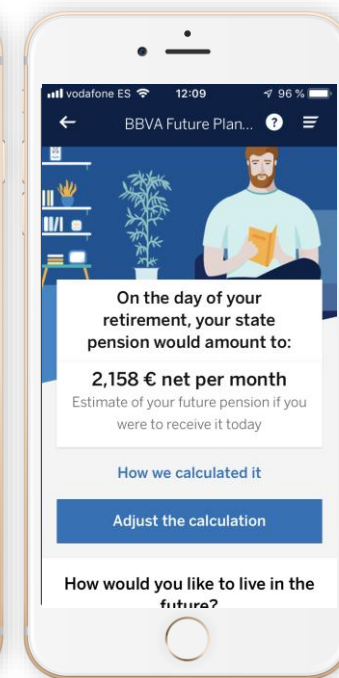 vodafone ES 12:09 96 %
BBVA Future Plan... ?
On the day of your
retirement, your state
pension would amount to:
2,158 € net per month
Estimate of your future pension if you
were to receive it today
How we calculated it
Adjust the calculation
How would you like to live in the
future?